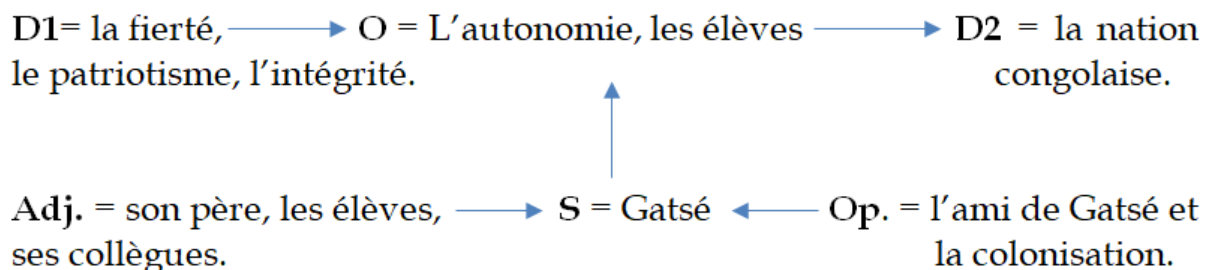 D1= la fierté, O = L’autonomie, les élèves D2 = la nation
le patriotisme, l’intégrité. congolaise.
Adj. = son père, les élèves, S = Gatsé Op. = l’ami de Gatsé et
ses collègues. la colonisation.